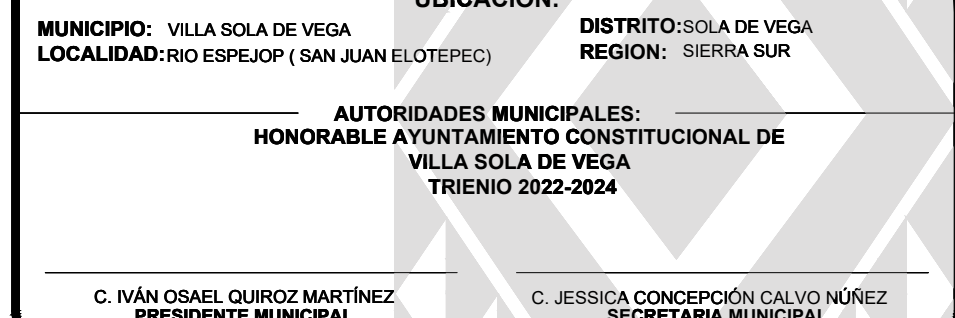 UBICACIÓN:
MUNICIPIO: VILLA SOLA DE VEGA DISTRITO:SOLA DE VEGA
LOCALIDAD:RIO ESPEJOP ( SAN JUAN ELOTEPEC) REGION: SIERRA SUR
AUTORIDADES MUNICIPALES:
HONORABLE AYUNTAMIENTO CONSTITUCIONAL DE
VILLA SOLA DE VEGA
TRIENIO 2022-2024
C. IVÁN OSAEL QUIROZ MARTÍNEZ C. JESSICA CONCEPCIÓN CALVO NÚÑEZ
PRESIDENTE MUNICIPAL SECRETARIA MUNICIPAL